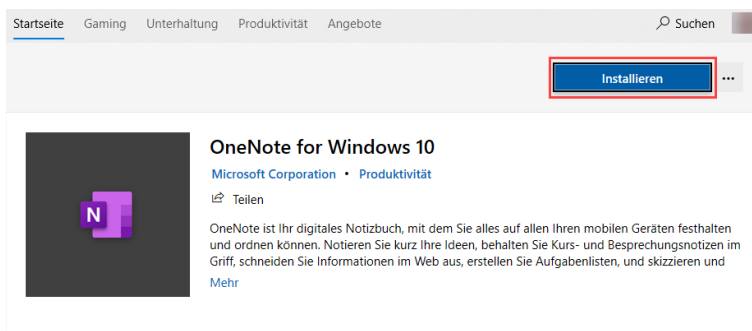 Startseite Gaming Unterhaltung Produktivität Angebote Suchen
Installieren ...
OneNote for Windows 10
Microsoft Corporation • Produktivität
Teilen
OneNote ist Ihr digitales Notizbuch, mit dem Sie alles auf allen Ihren mobilen Geräten festhalten
und ordnen können. Notieren Sie kurz Ihre Ideen, behalten Sie Kurs- und Besprechungsnotizen im
Griff, schneiden Sie Informationen im Web aus, erstellen Sie Aufgabenlisten, und skizzieren und
Mehr
N